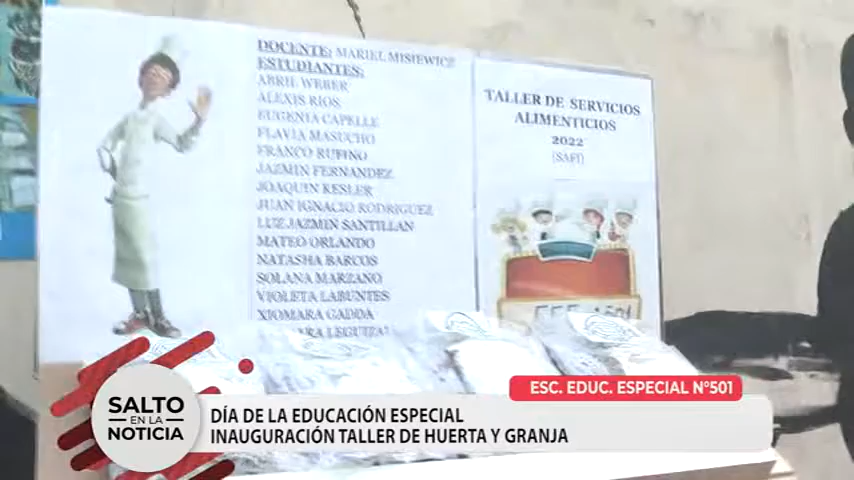 DOCENTE: MARIEL MISIEWICZ
ESTUDIANTES:
ABRIL WEBER
ALEXIS RIOS
EUGENIA CAPELLE
FLAVIA MASUCHO
FRANCO RUFINO
JAZMIN FERNANDEZ
JOAQUIN KESLER
JUAN IGNACIO RODRIGUEZ
LUZ JAZMIN SANTILLAN
MATEO ORLANDO
NATASHA BARCOS
SOLANA MARZANO
VIOLETA LABUNTES
XIOMARA GADDA
TALLER DE SERVICIOS
ALIMENTICIOS
2022
(SAFI)
ESC. EDUC. ESPECIAL N°501
SALTO
EN LA
NOTICIA
DÍA DE LA EDUCACIÓN ESPECIAL
INAUGURACIÓN TALLER DE HUERTA Y GRANJA